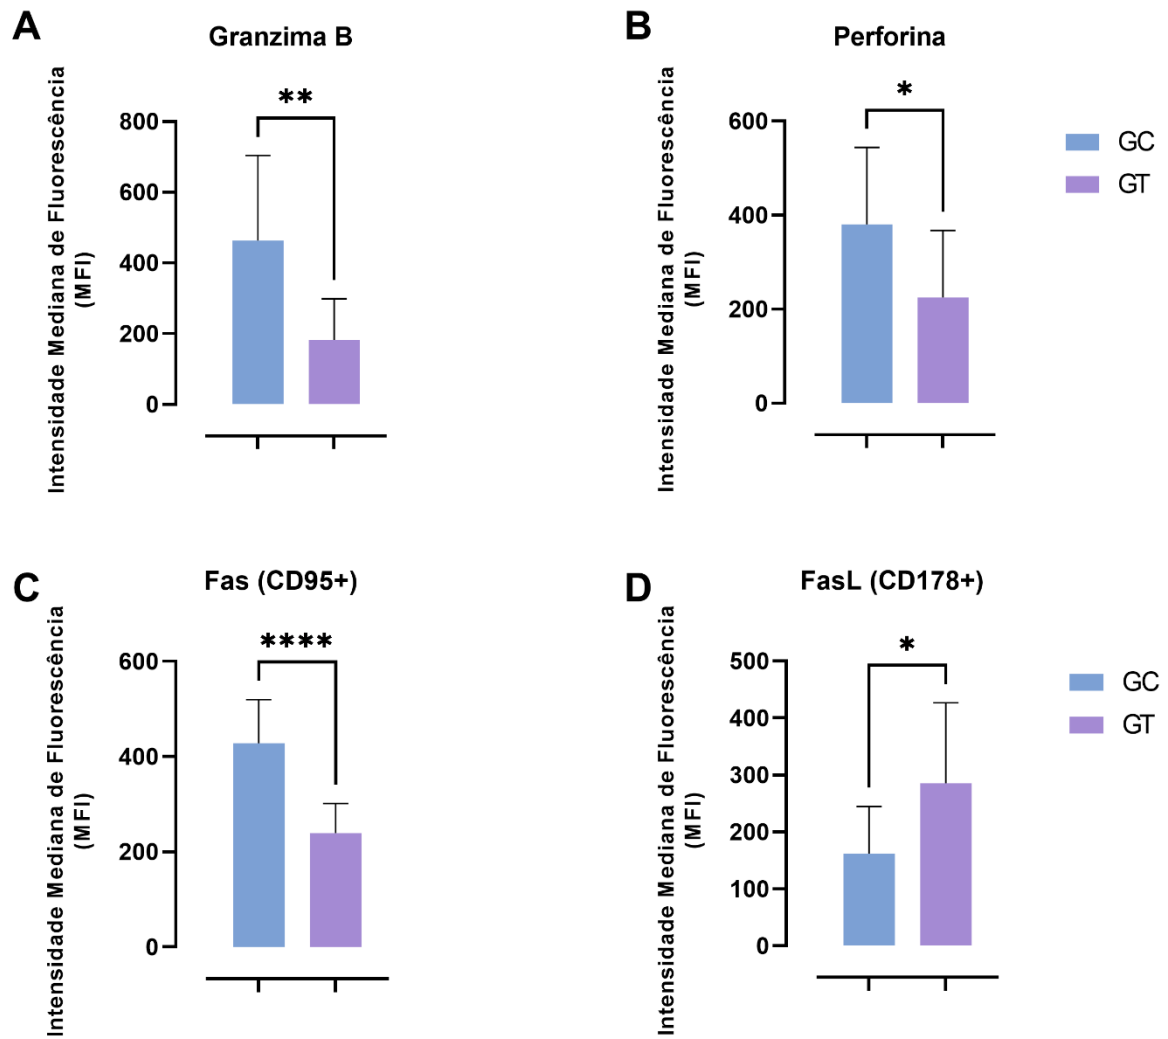 A
Granzima B
Intensidade Mediana de Fluorescência
(MFI)
**
800
600
400
200
0
B
Perforina
Intensidade Mediana de Fluorescência
(MFI)
*
600
400
200
0
GC
GT
C
Fas (CD95+)
Intensidade Mediana de Fluorescência
(MFI)
****
600
400
200
0
D
FasL (CD178+)
Intensidade Mediana de Fluorescência
(MFI)
*
500
400
300
200
100
0
GC
GT